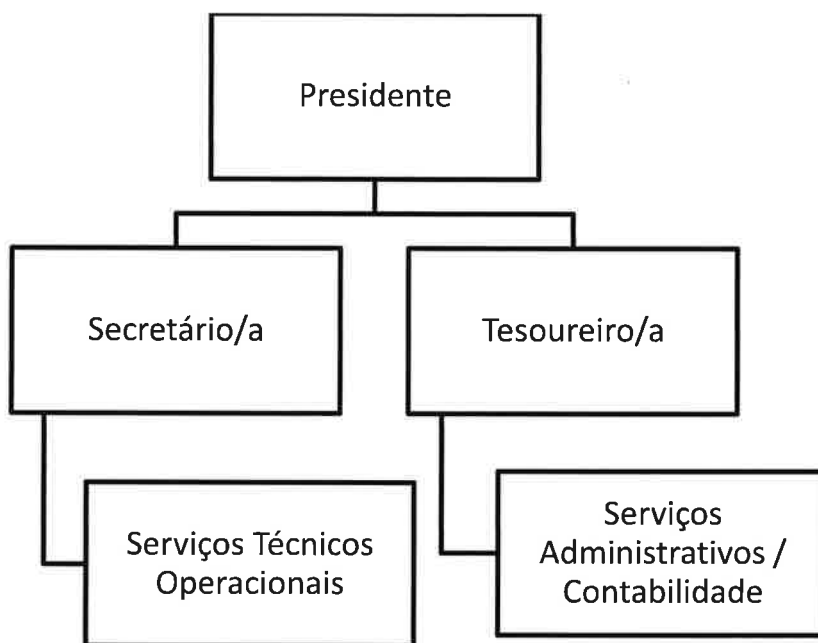 Presidente
Secretário/a
Tesoureiro/a
Serviços Técnicos
Operacionais
Serviços
Administrativos /
Contabilidade